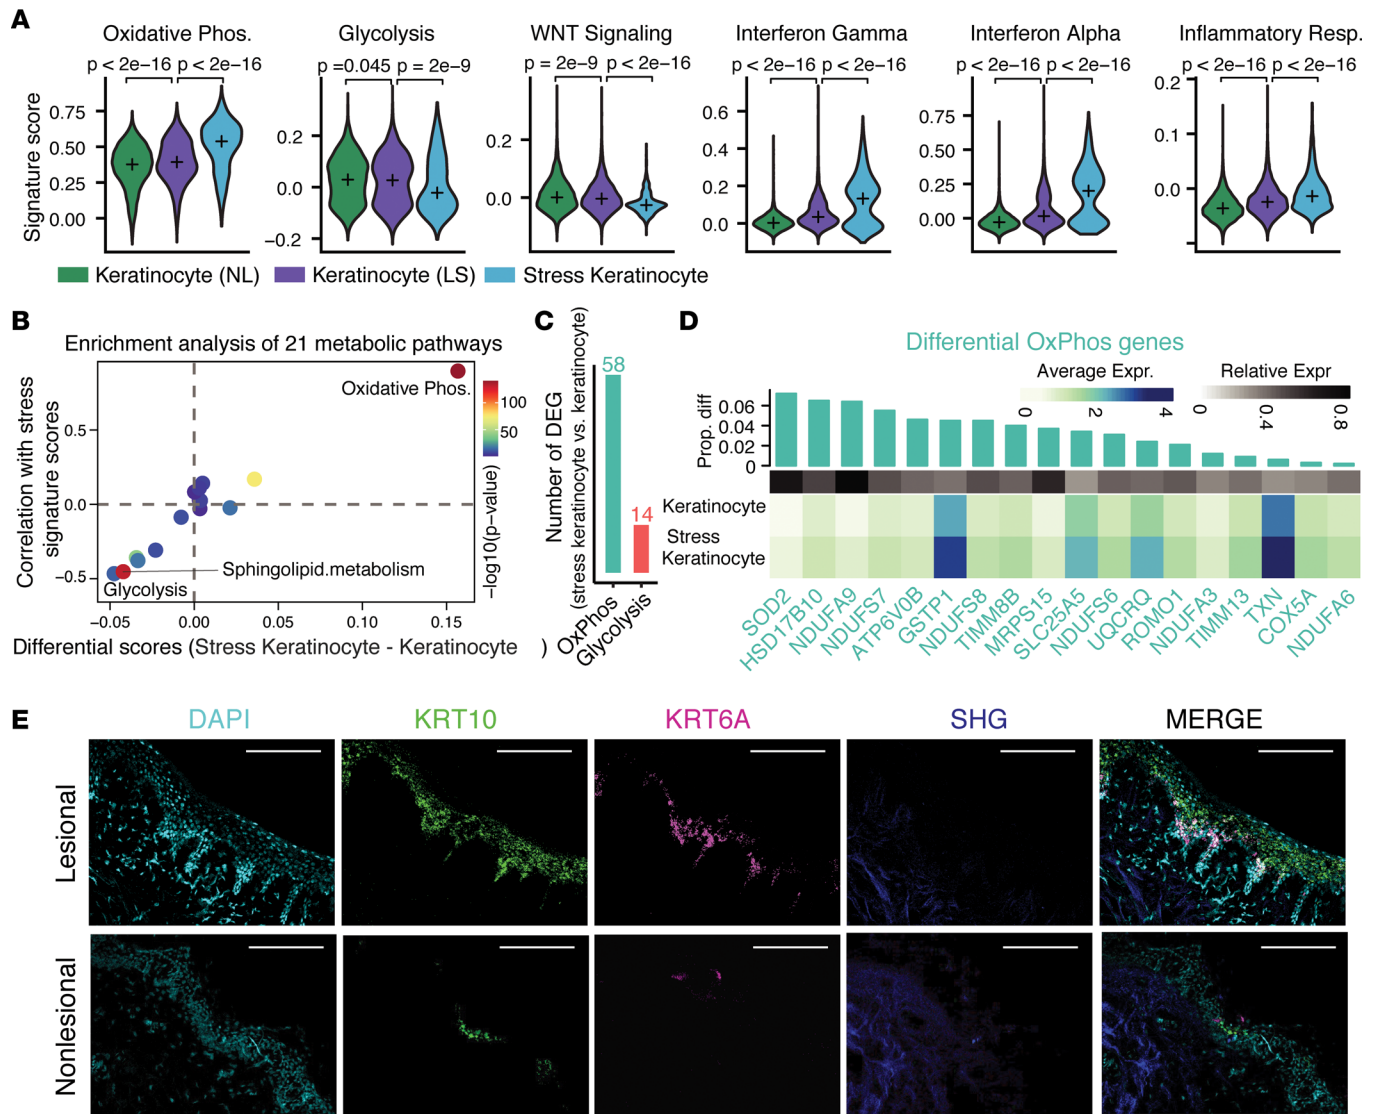 A
Oxidative Phos.
Glycolysis
WNT Signaling
Interferon Gamma
Interferon Alpha
Inflammatory Resp.
p < 2e−16 p < 2e−16
p =0.045 p = 2e−9
p = 2e−9 p < 2e−16
p < 2e−16 p < 2e−16
p < 2e−16 p < 2e−16
p < 2e−16 p < 2e−16
Signature score
0.75
0.50
0.25
0.00
0.2
0.0
−0.2
0.2
0.0
0.6
0.4
0.2
0.0
0.75
0.50
0.25
0.00
0.2
0.1
0.0
Keratinocyte (NL)
Keratinocyte (LS)
Stress Keratinocyte
B
Enrichment analysis of 21 metabolic pathways
Correlation with stress
signature scores
0.5
0.0
−0.5
Oxidative Phos.
Sphingolipid.metabolism
Glycolysis
−0.05 0.00 0.05 0.10 0.15
Differential scores (Stress Keratinocyte - Keratinocyte )
100
50
−log10(p−value)
C
Number of DEG
(stress keratinocyte vs. keratinocyte)
58
14
OxPhos
Glycolysis
D
Differential OxPhos genes
Average Expr.
0 2 4
Relative Expr
0 0.4 0.8
Prop. diff
0.06
0.04
0.02
0
Keratinocyte
Stress
Keratinocyte
SOD2
HSD17B10
NDUFA9
NDUFS7
ATP6V0B
GSTP1
NDUFS8
TIMM8B
MRPS15
SLC25A5
NDUFS6
UQCRQ
ROMO1
NDUFA3
TIMM13
TXN
COX5A
NDUFA6
E
DAPI
KRT10
KRT6A
SHG
MERGE
Lesional
Nonlesional